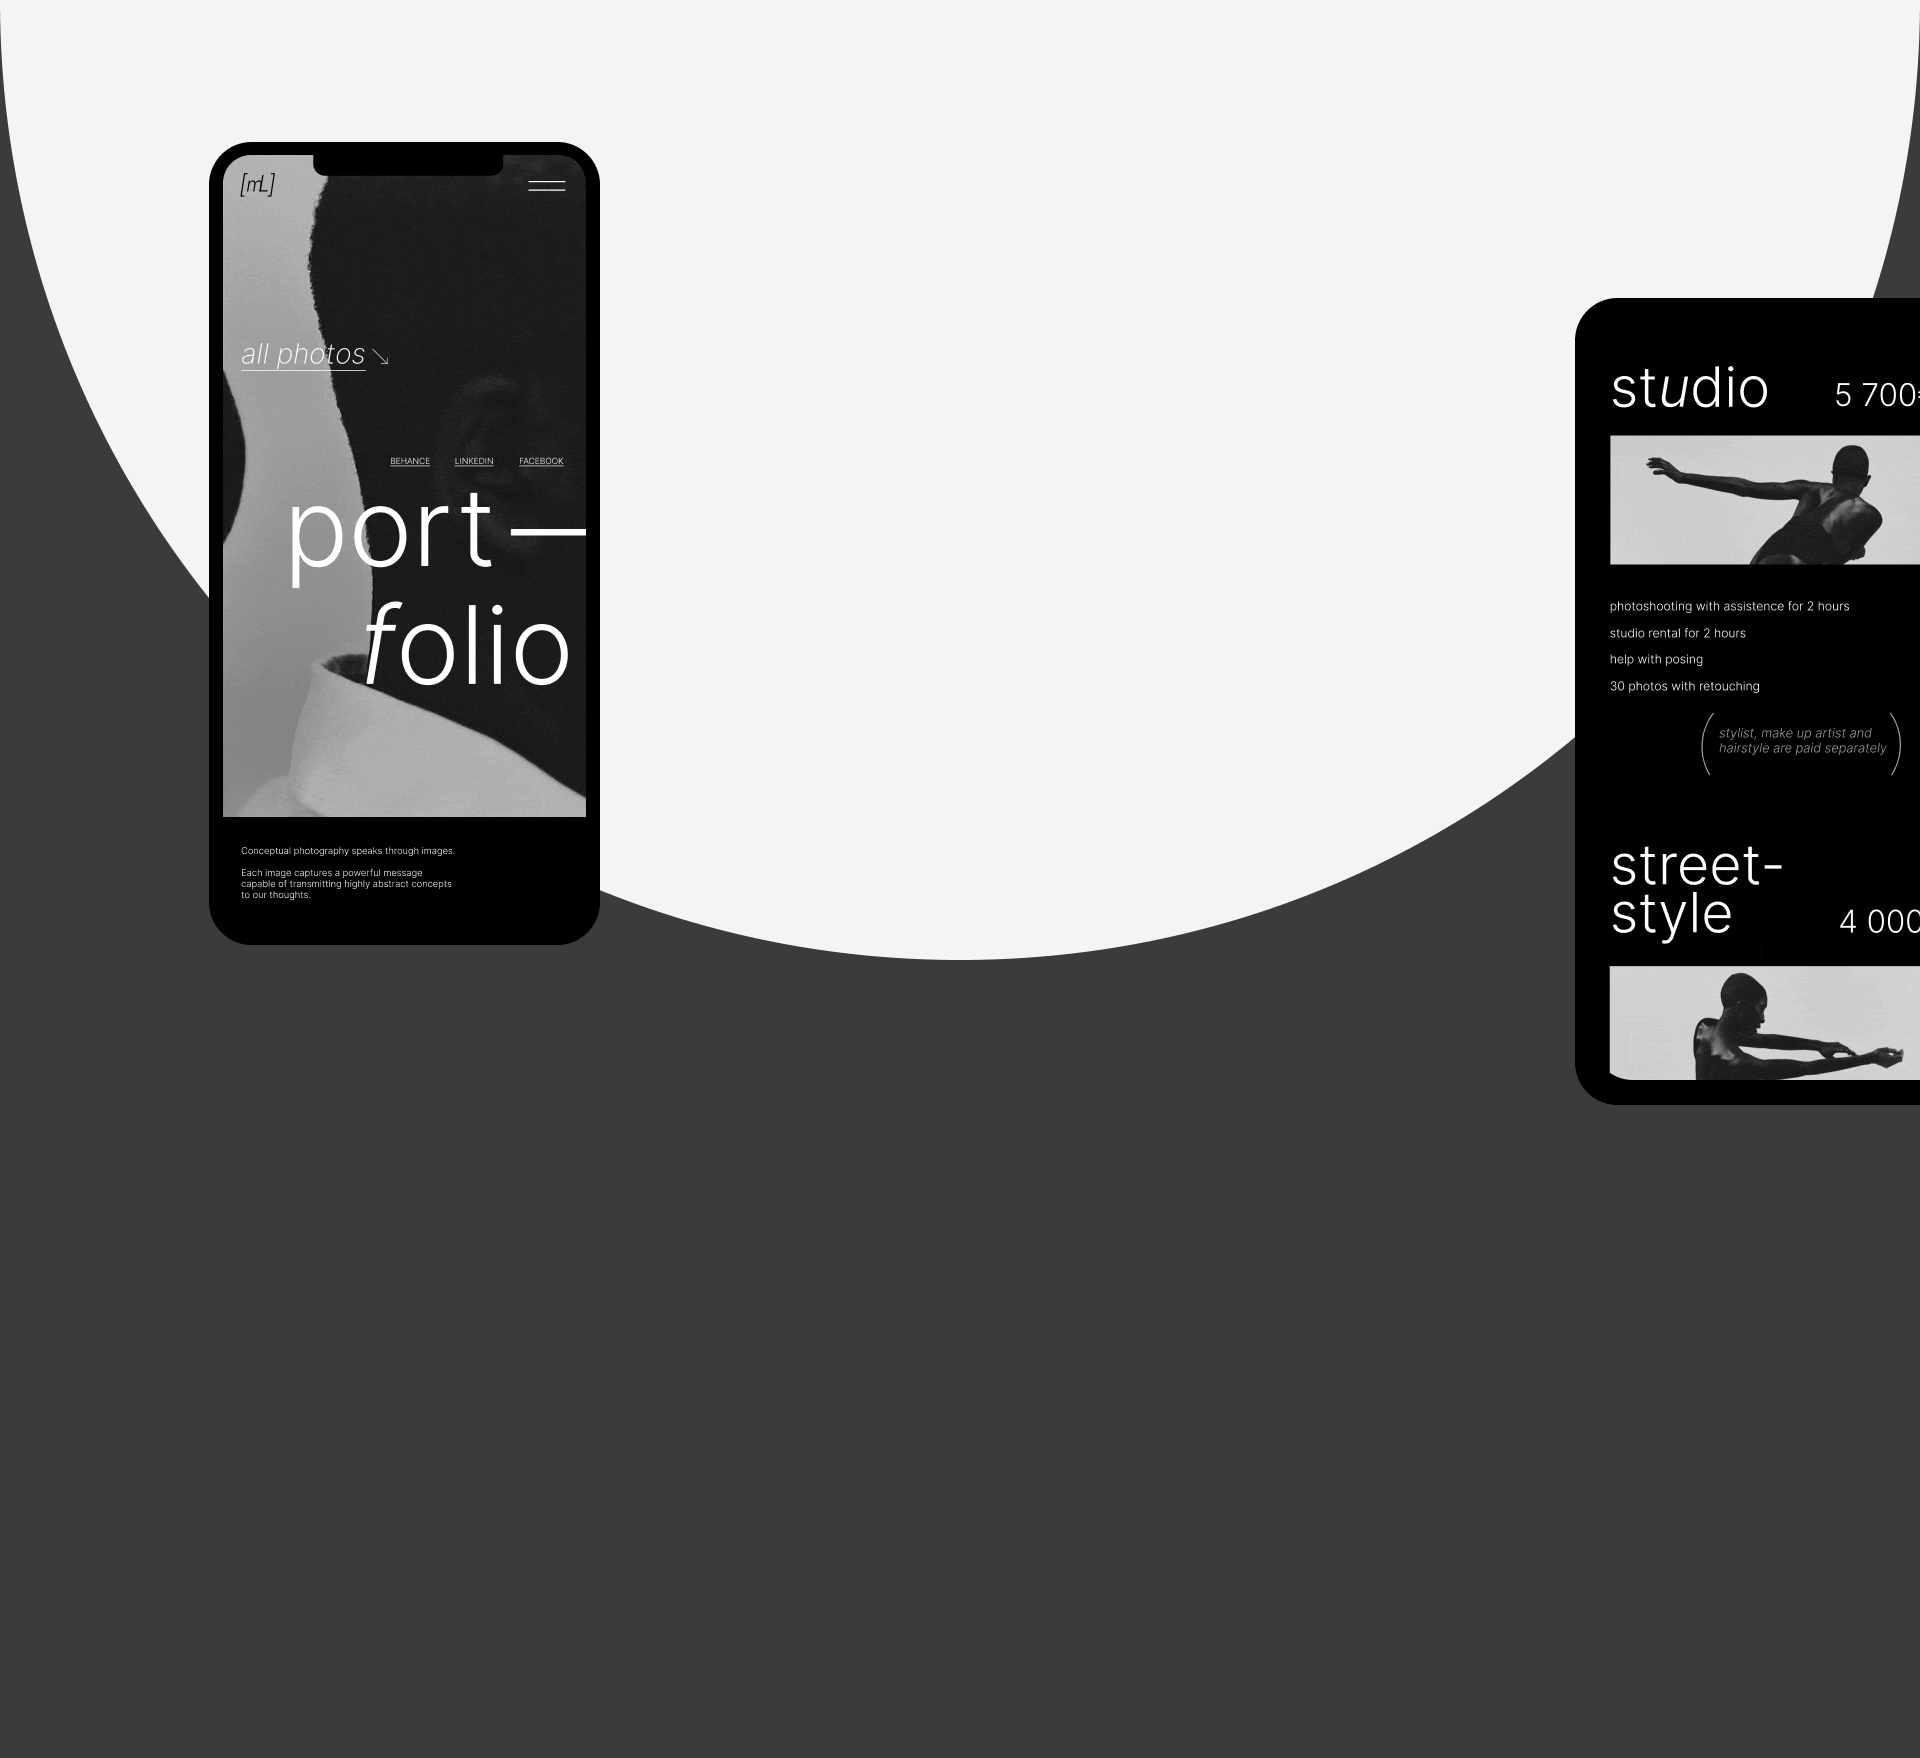 [mL]
all photos
BEHANCE LINKEDIN FACEBOOK
port—
folio
Conceptual photography speaks through images.
Each image captures a powerful message
capable of transmitting highly abstract concepts
to our thoughts.
studio 5 700
photoshooting with assistence for 2 hours
studio rental for 2 hours
help with posing
30 photos with retouching
(stylist, make up artist and
hairstyle are paid separately)
street-
style 4 000